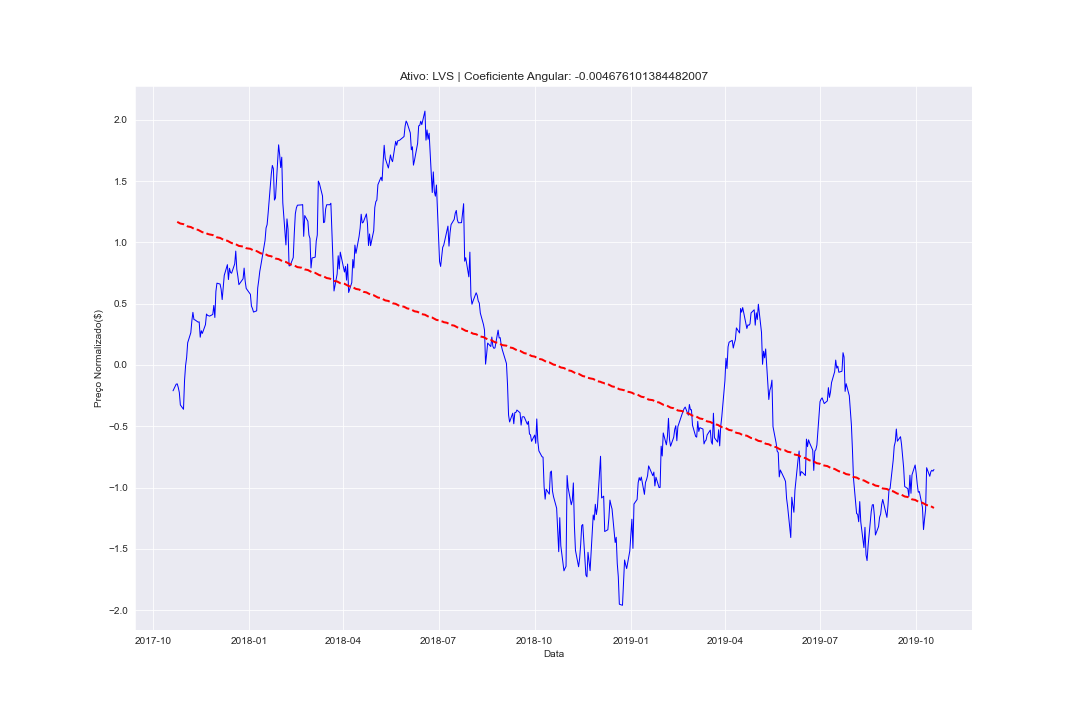 Ativo: LVS | Coeficiente Angular: -0.004676101384482007
2.0
1.5
1.0
0.5
0.0
−0.5
−1.0
−1.5
−2.0
Preço Normalizado($)
2017-10 2018-01 2018-04 2018-07 2018-10 2019-01 2019-04 2019-07 2019-10
Data